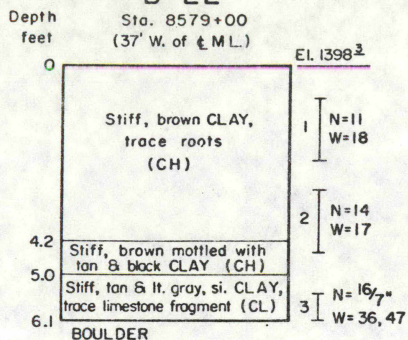 Depth
feet
Sta. 8579+00
(37' W. of ℄ M L.)
El. 1398³
0
Stiff, brown CLAY,
trace roots
(CH)
1
N=11
W=18
2
N=14
W=17
4.2
Stiff, brown mottled with
tan & black CLAY (CH)
5.0
Stiff, tan & lt. gray, si. CLAY,
trace limestone fragment (CL)
3
N= 16/7"
W= 36, 47
6.1
BOULDER